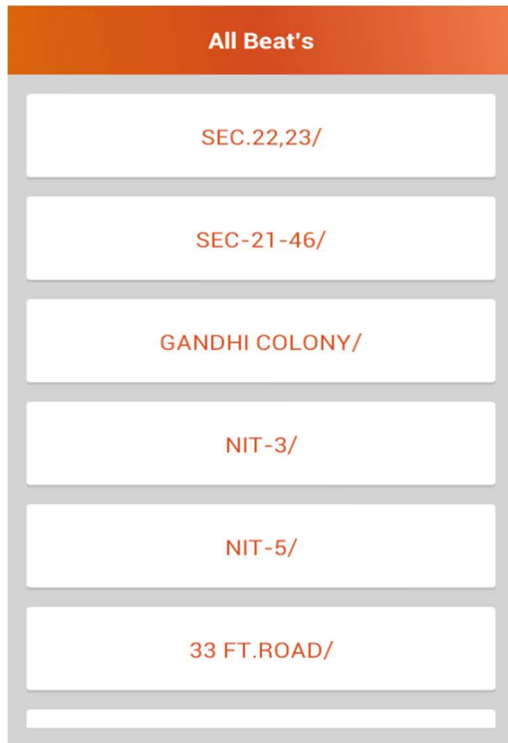 All Beat's
SEC.22,23/
SEC-21-46/
GANDHI COLONY/
NIT-3/
NIT-5/
33 FT.ROAD/